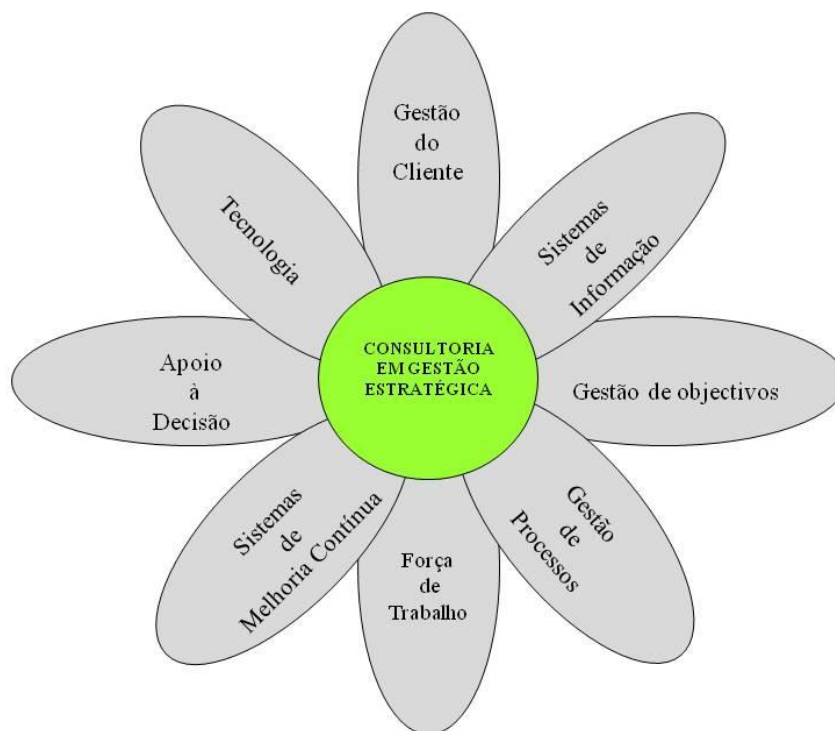 Gestão
do
Cliente
Sistemas
de
Informação
Gestão de objectivos
Gestão
de
Processos
Força
de
Trabalho
Sistemas
de
Melhoria Contínua
Apoio
à
Decisão
Tecnologia
CONSULTORIA
EM GESTÃO
ESTRATÉGICA